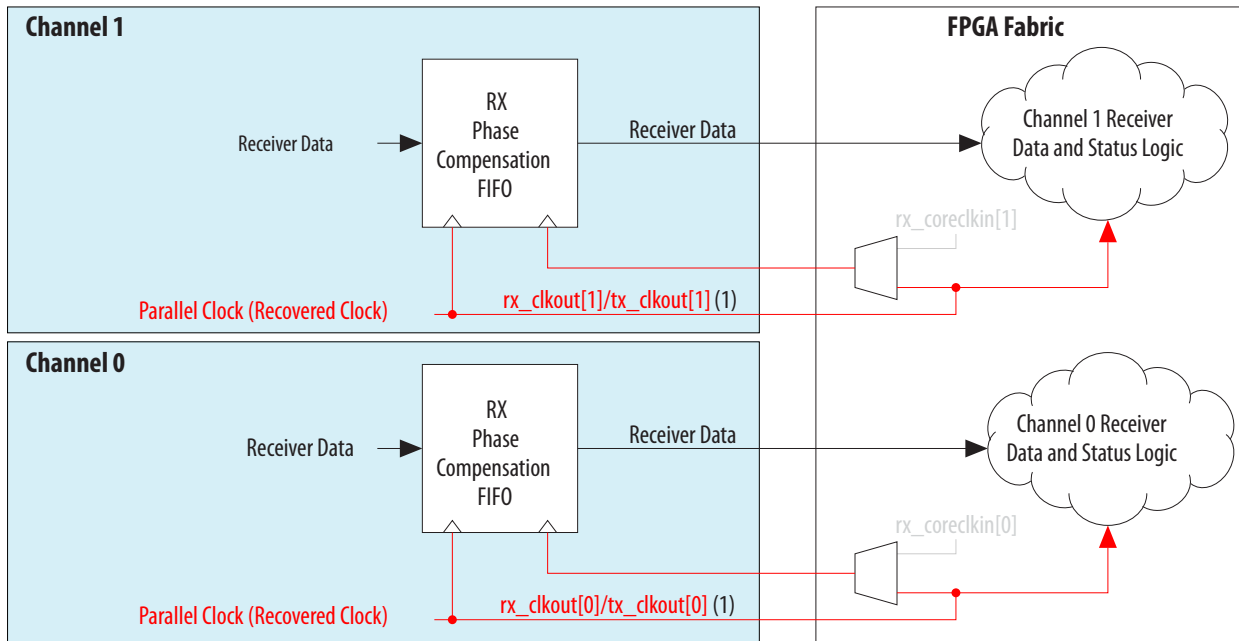 Channel 1
FPGA Fabric
RX
Phase
Compensation
FIFO
Receiver Data
Receiver Data
Channel 1 Receiver
Data and Status Logic
rx_coreclkin[1]
rx_clkout[1]/tx_clkout[1] (1)
Parallel Clock (Recovered Clock)
Channel 0
RX
Phase
Compensation
FIFO
Receiver Data
Receiver Data
Channel 0 Receiver
Data and Status Logic
rx_coreclkin[0]
rx_clkout[0]/tx_clkout[0] (1)
Parallel Clock (Recovered Clock)